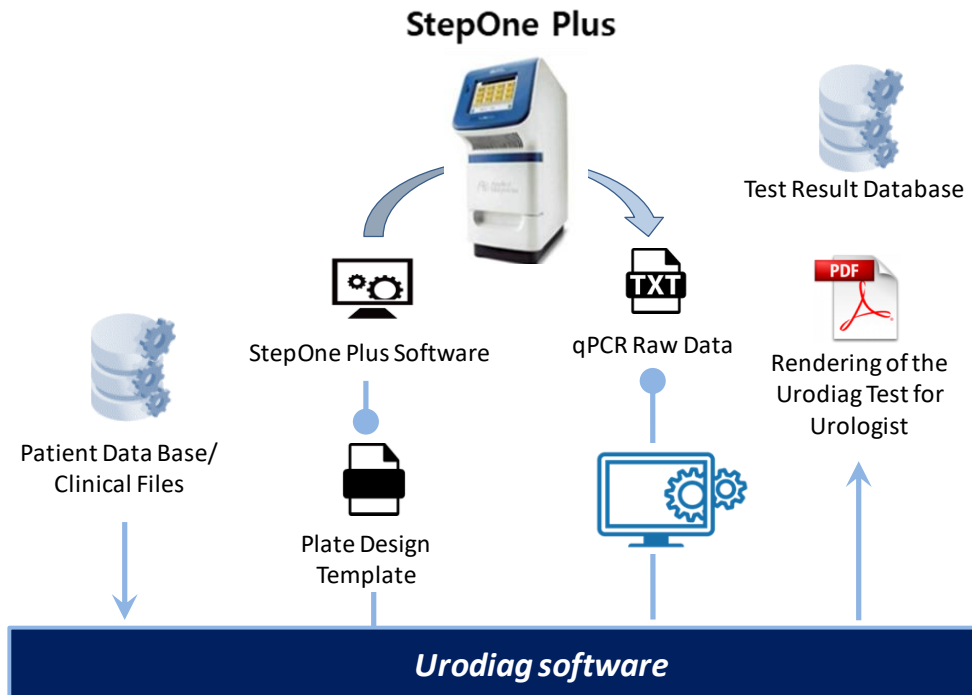 StepOne Plus
Test Result Database
TXT
PDF
StepOne Plus Software
qPCR Raw Data
Rendering of the
Urodiag Test for
Urologist
Patient Data Base/
Clinical Files
Plate Design
Template
Urodiag software